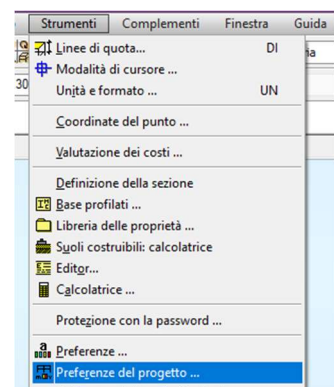 Strumenti Complementi Finestra Guida
Linee di quota... DI
ia
Modalità di cursore ...
30
Unità e formato ... UN
Coordinate del punto ...
Valutazione dei costi ...
Definizione della sezione
Base profilati ...
Libreria delle proprietà ...
Suoli costruibili: calcolatrice
Editor...
Calcolatrice ...
Protezione con la password ...
Preferenze ...
Preferenze del progetto ...